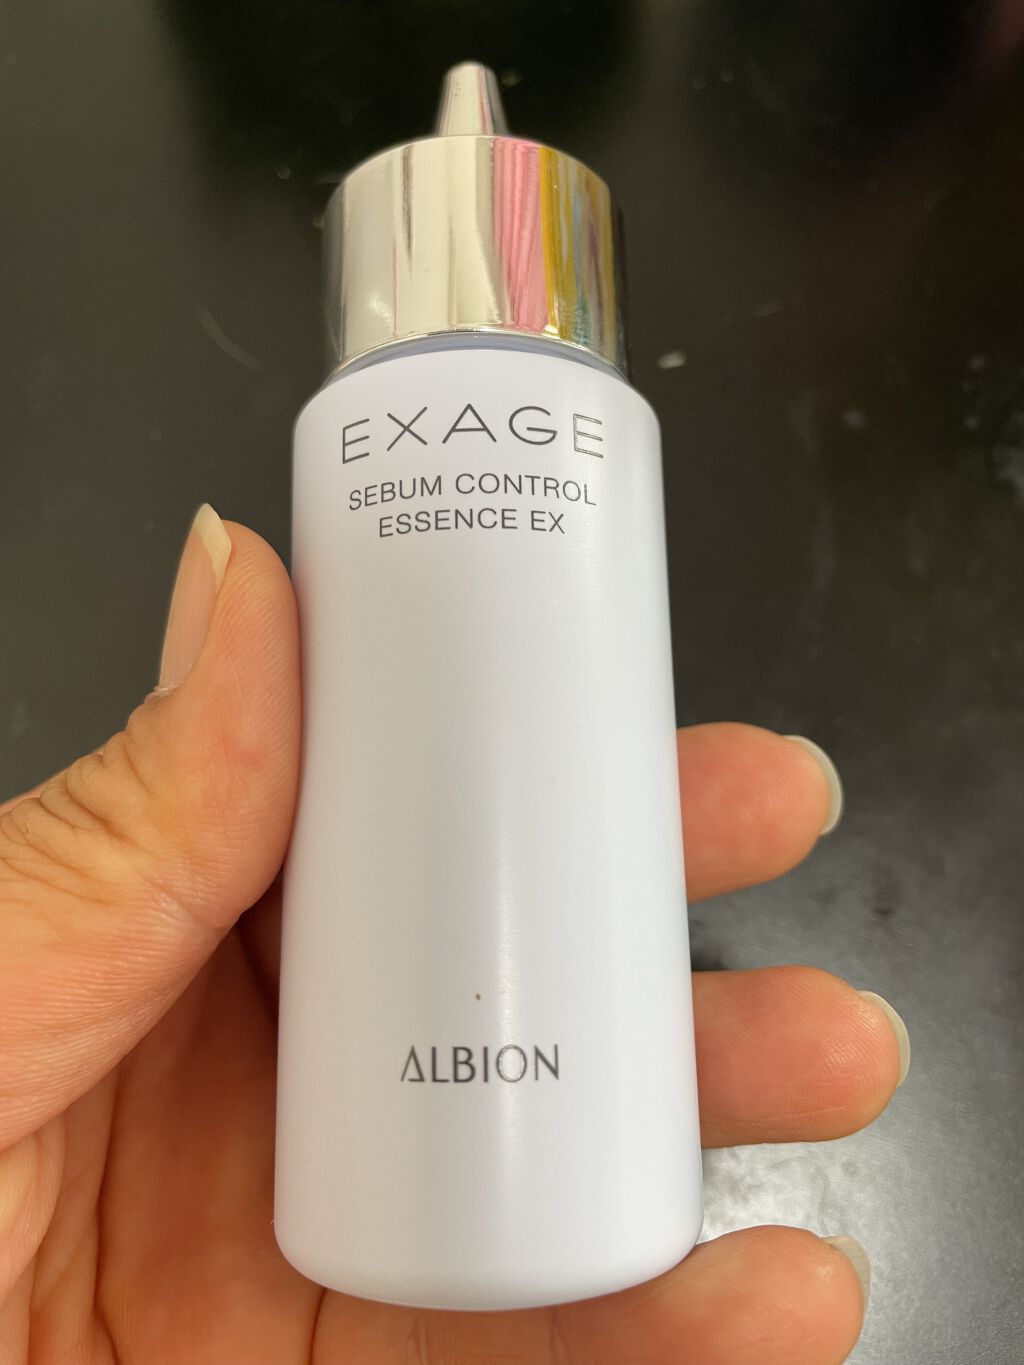 EXAGE
SEBUM CONTROL
ESSENCE EX
ALBION